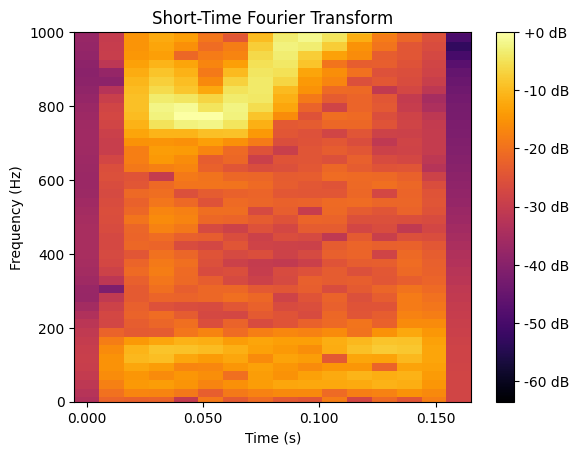 Short-Time Fourier Transform
1000
800
600
400
200
0
Frequency (Hz)
0.000
0.050
0.100
0.150
Time (s)
+0 dB
-10 dB
-20 dB
-30 dB
-40 dB
-50 dB
-60 dB